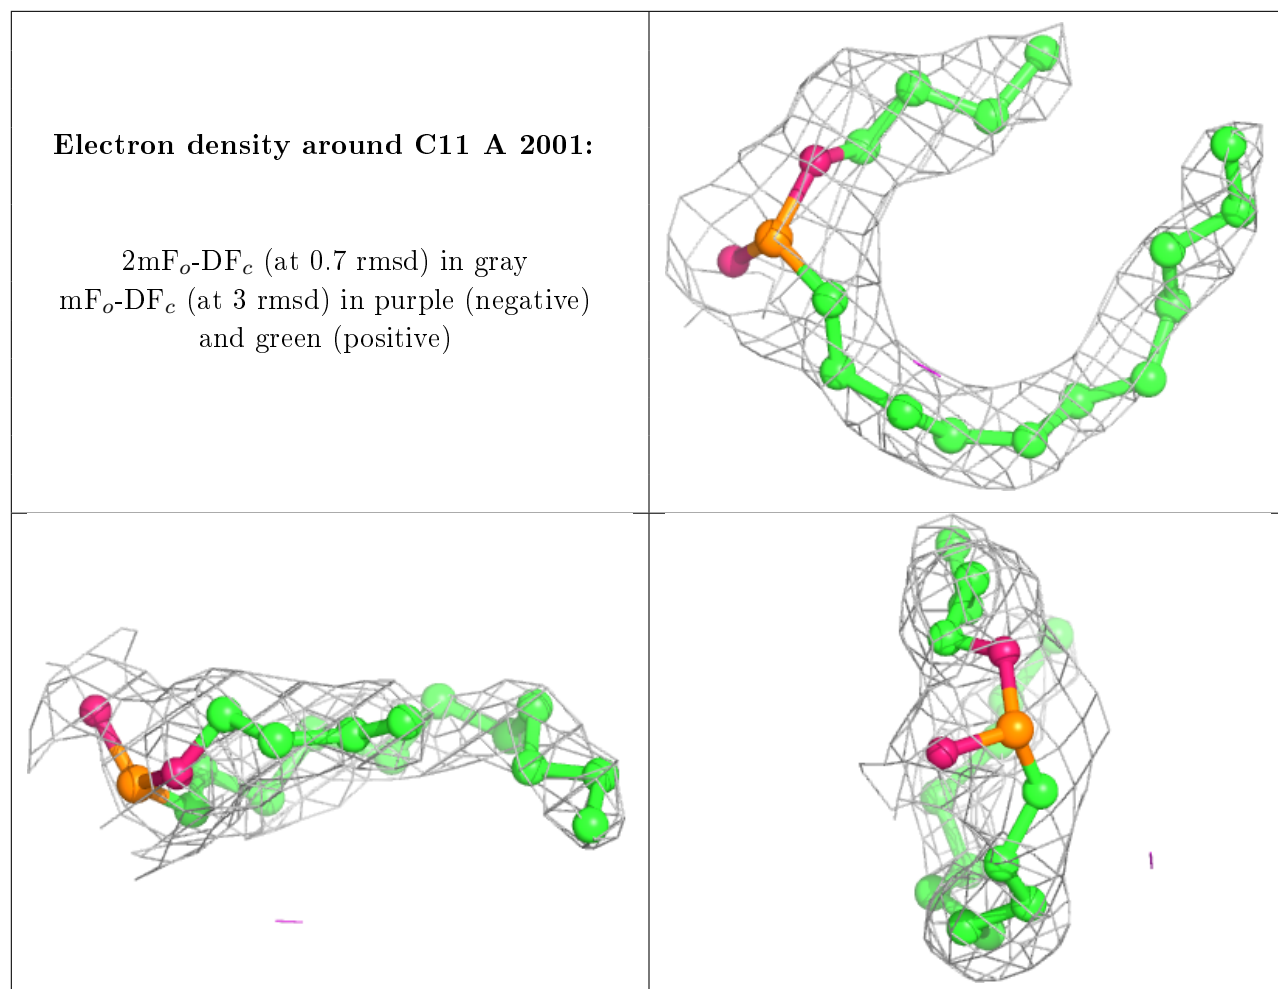 Electron density around C11 A 2001:
2mFₒ-DF𝒸 (at 0.7 rmsd) in gray
mFₒ-DF𝒸 (at 3 rmsd) in purple (negative)
and green (positive)